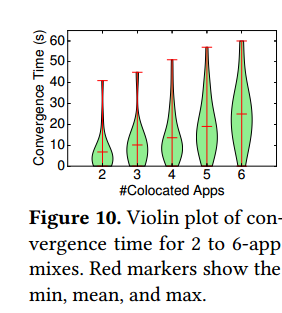 60
50
40
30
20
10
0
Convergence Time (s)
2 3 4 5 6
#Colocated Apps
Figure 10. Violin plot of con-
vergence time for 2 to 6-app
mixes. Red markers show the
min, mean, and max.